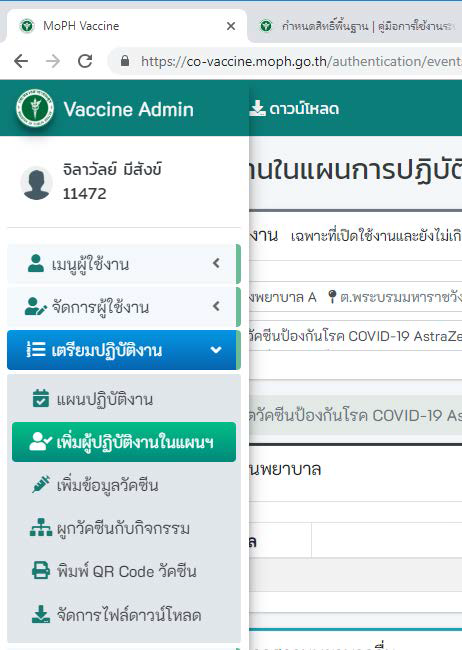 MoPH Vaccine
กำหนดสิทธิ์พื้นฐาน | คู่มือการใช้งานระ
https://co-vaccine.moph.go.th/authentication/event
Vaccine Admin
ดาวน์โหลด
จิลาวัลย์ มีสังข์
11472
านในแผนการปฏิบัติ
งาน เฉพาะที่เปิดใช้งานและยังไม่เกิ
เมนูผู้ใช้งาน
งพยาบาล A ต.พระบรมมหาราชวัง
จัดการผู้ใช้งาน
วัคซีนป้องกันโรค COVID-19 AstraZe
เตรียมปฏิบัติงาน
แผนปฏิบัติงาน
ดวัคซีนป้องกันโรค COVID-19 As
เพิ่มผู้ปฏิบัติงานในแผนฯ
นพยาบาล
เพิ่มข้อมูลวัคซีน
ผูกวัคซีนกับกิจกรรม
ล
พิมพ์ QR Code วัคซีน
จัดการไฟล์ดาวน์โหลด